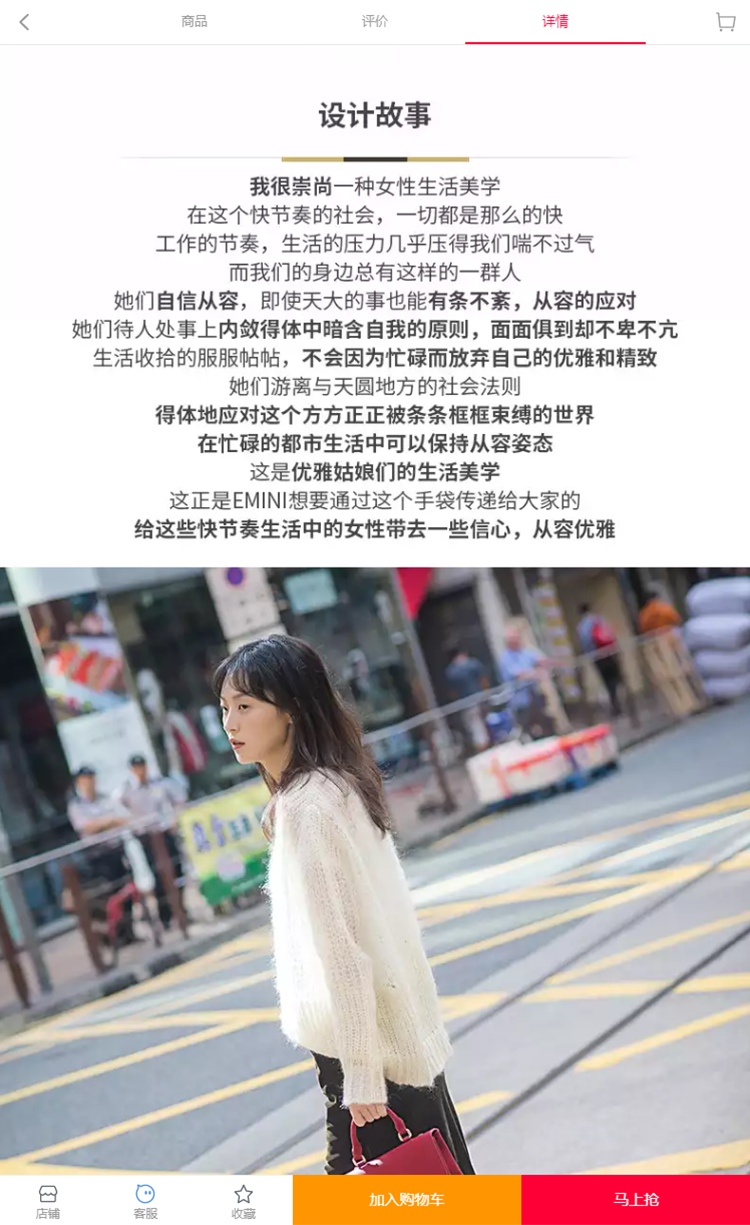 商品
评价
详情
设计故事
我很崇尚一种女性生活美学
在这个快节奏的社会，一切都是那么的快
工作的节奏，生活的压力几乎压得我们喘不过气
而我们的身边总有这样的一群人
她们自信从容，即使天大的事也能有条不紊，从容的应对
她们待人处事上内敛得体中暗含自我的原则，面面俱到却不卑不亢
生活收拾的服服帖帖，不会因为忙碌而放弃自己的优雅和精致
她们游离与天圆地方的社会法则
得体地应对这个方方正正被条条框框束缚的世界
在忙碌的都市生活中可以保持从容姿态
这是优雅姑娘们的生活美学
这正是EMINI想要通过这个手袋传递给大家的
给这些快节奏生活中的女性带去一些信心，从容优雅
店铺
客服
收藏
加入购物车
马上抢